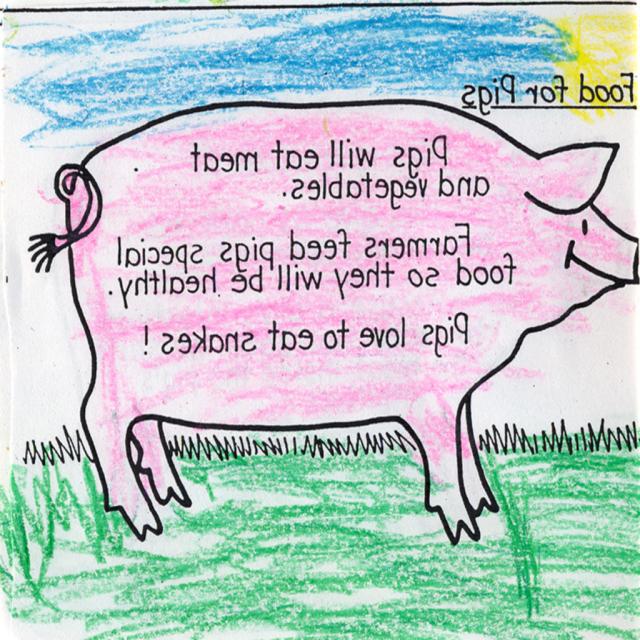 Food for Pigs
Pigs will eat meat
and vegetables.
Farmers feed pigs special
food so they will be healthy.
Pigs love to eat snakes!